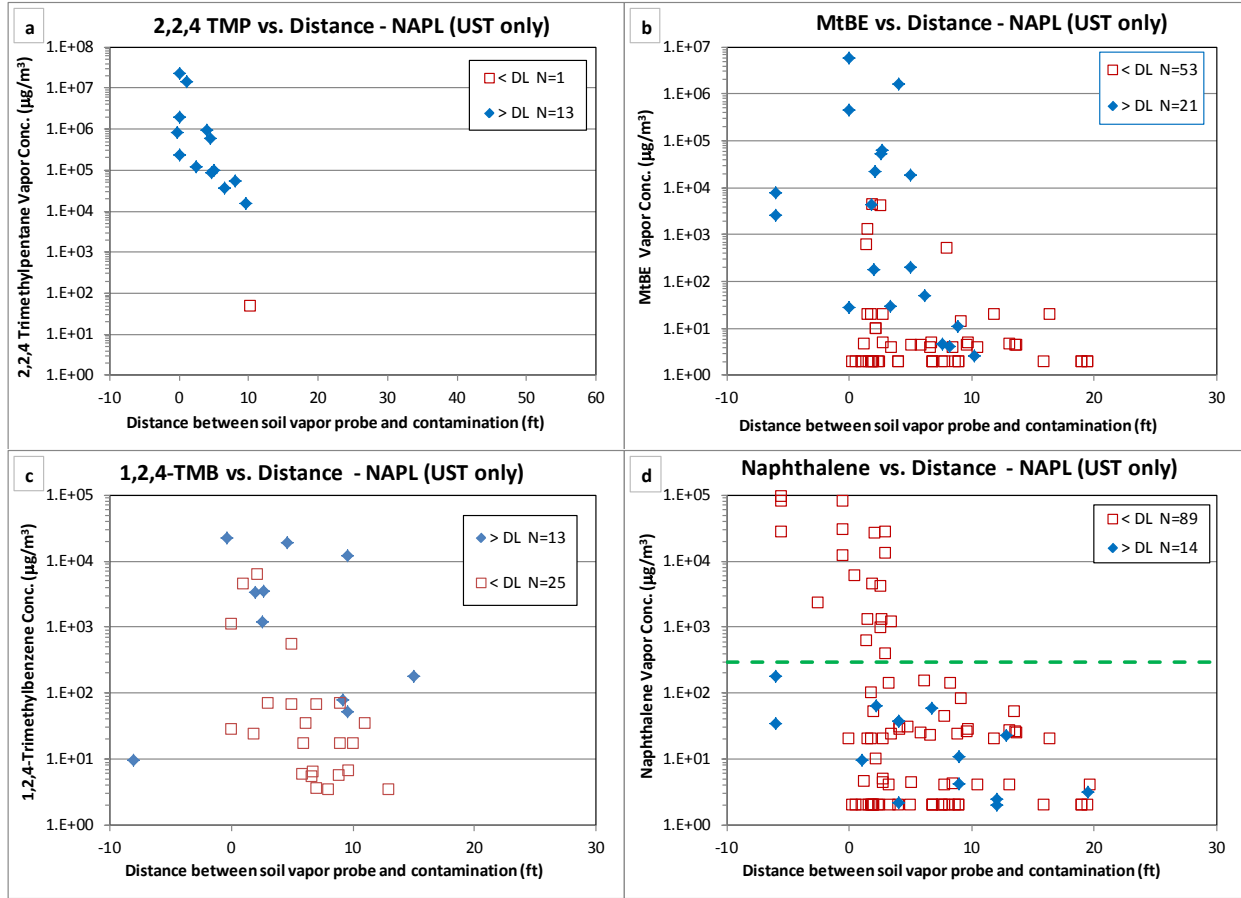 a
2,2,4 TMP vs. Distance - NAPL (UST only)
2,2,4 Trimethylpentane Vapor Conc. (µg/m³)
1.E+08
1.E+07
1.E+06
1.E+05
1.E+04
1.E+03
1.E+02
1.E+01
1.E+00
< DL N=1
> DL N=13
-10 0 10 20 30 40 50 60
Distance between soil vapor probe and contamination (ft)
b
MtBE vs. Distance - NAPL (UST only)
MtBE Vapor Conc. (µg/m³)
1.E+07
1.E+06
1.E+05
1.E+04
1.E+03
1.E+02
1.E+01
1.E+00
< DL N=53
> DL N=21
-10 0 10 20 30
Distance between soil vapor probe and contamination (ft)
c
1,2,4-TMB vs. Distance - NAPL (UST only)
1,2,4-Trimethylbenzene Conc. (µg/m³)
1.E+05
1.E+04
1.E+03
1.E+02
1.E+01
1.E+00
> DL N=13
< DL N=25
-10 0 10 20 30
Distance between soil vapor probe and contamination (ft)
d
Naphthalene vs. Distance - NAPL (UST only)
Naphthalene Vapor Conc. (µg/m³)
1.E+05
1.E+04
1.E+03
1.E+02
1.E+01
1.E+00
< DL N=89
> DL N=14
-10 0 10 20 30
Distance between soil vapor probe and contamination (ft)